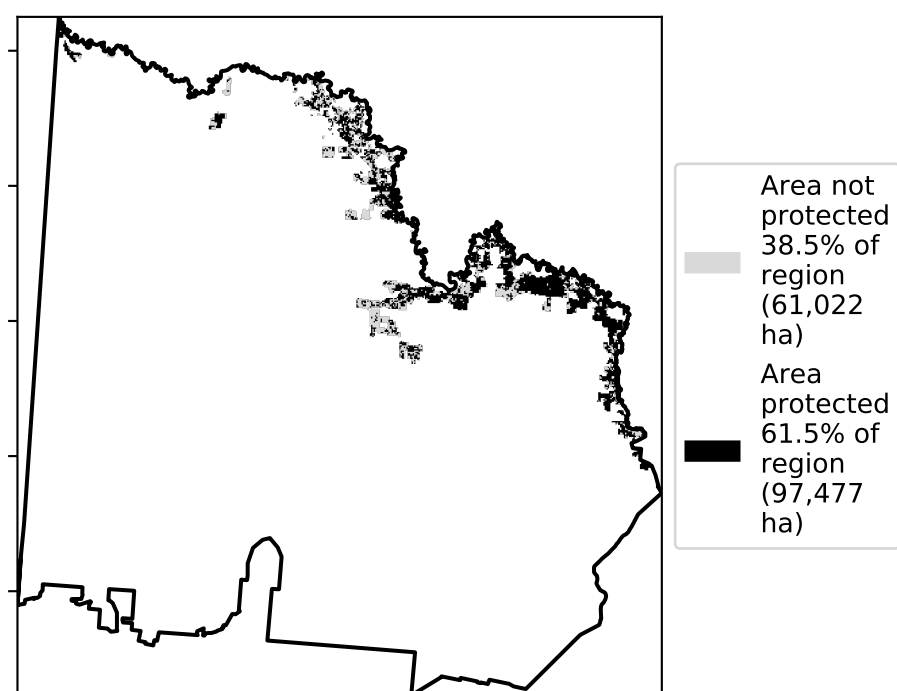 Area not
protected
38.5% of
region
(61,022
ha)
Area
protected
61.5% of
region
(97,477
ha)